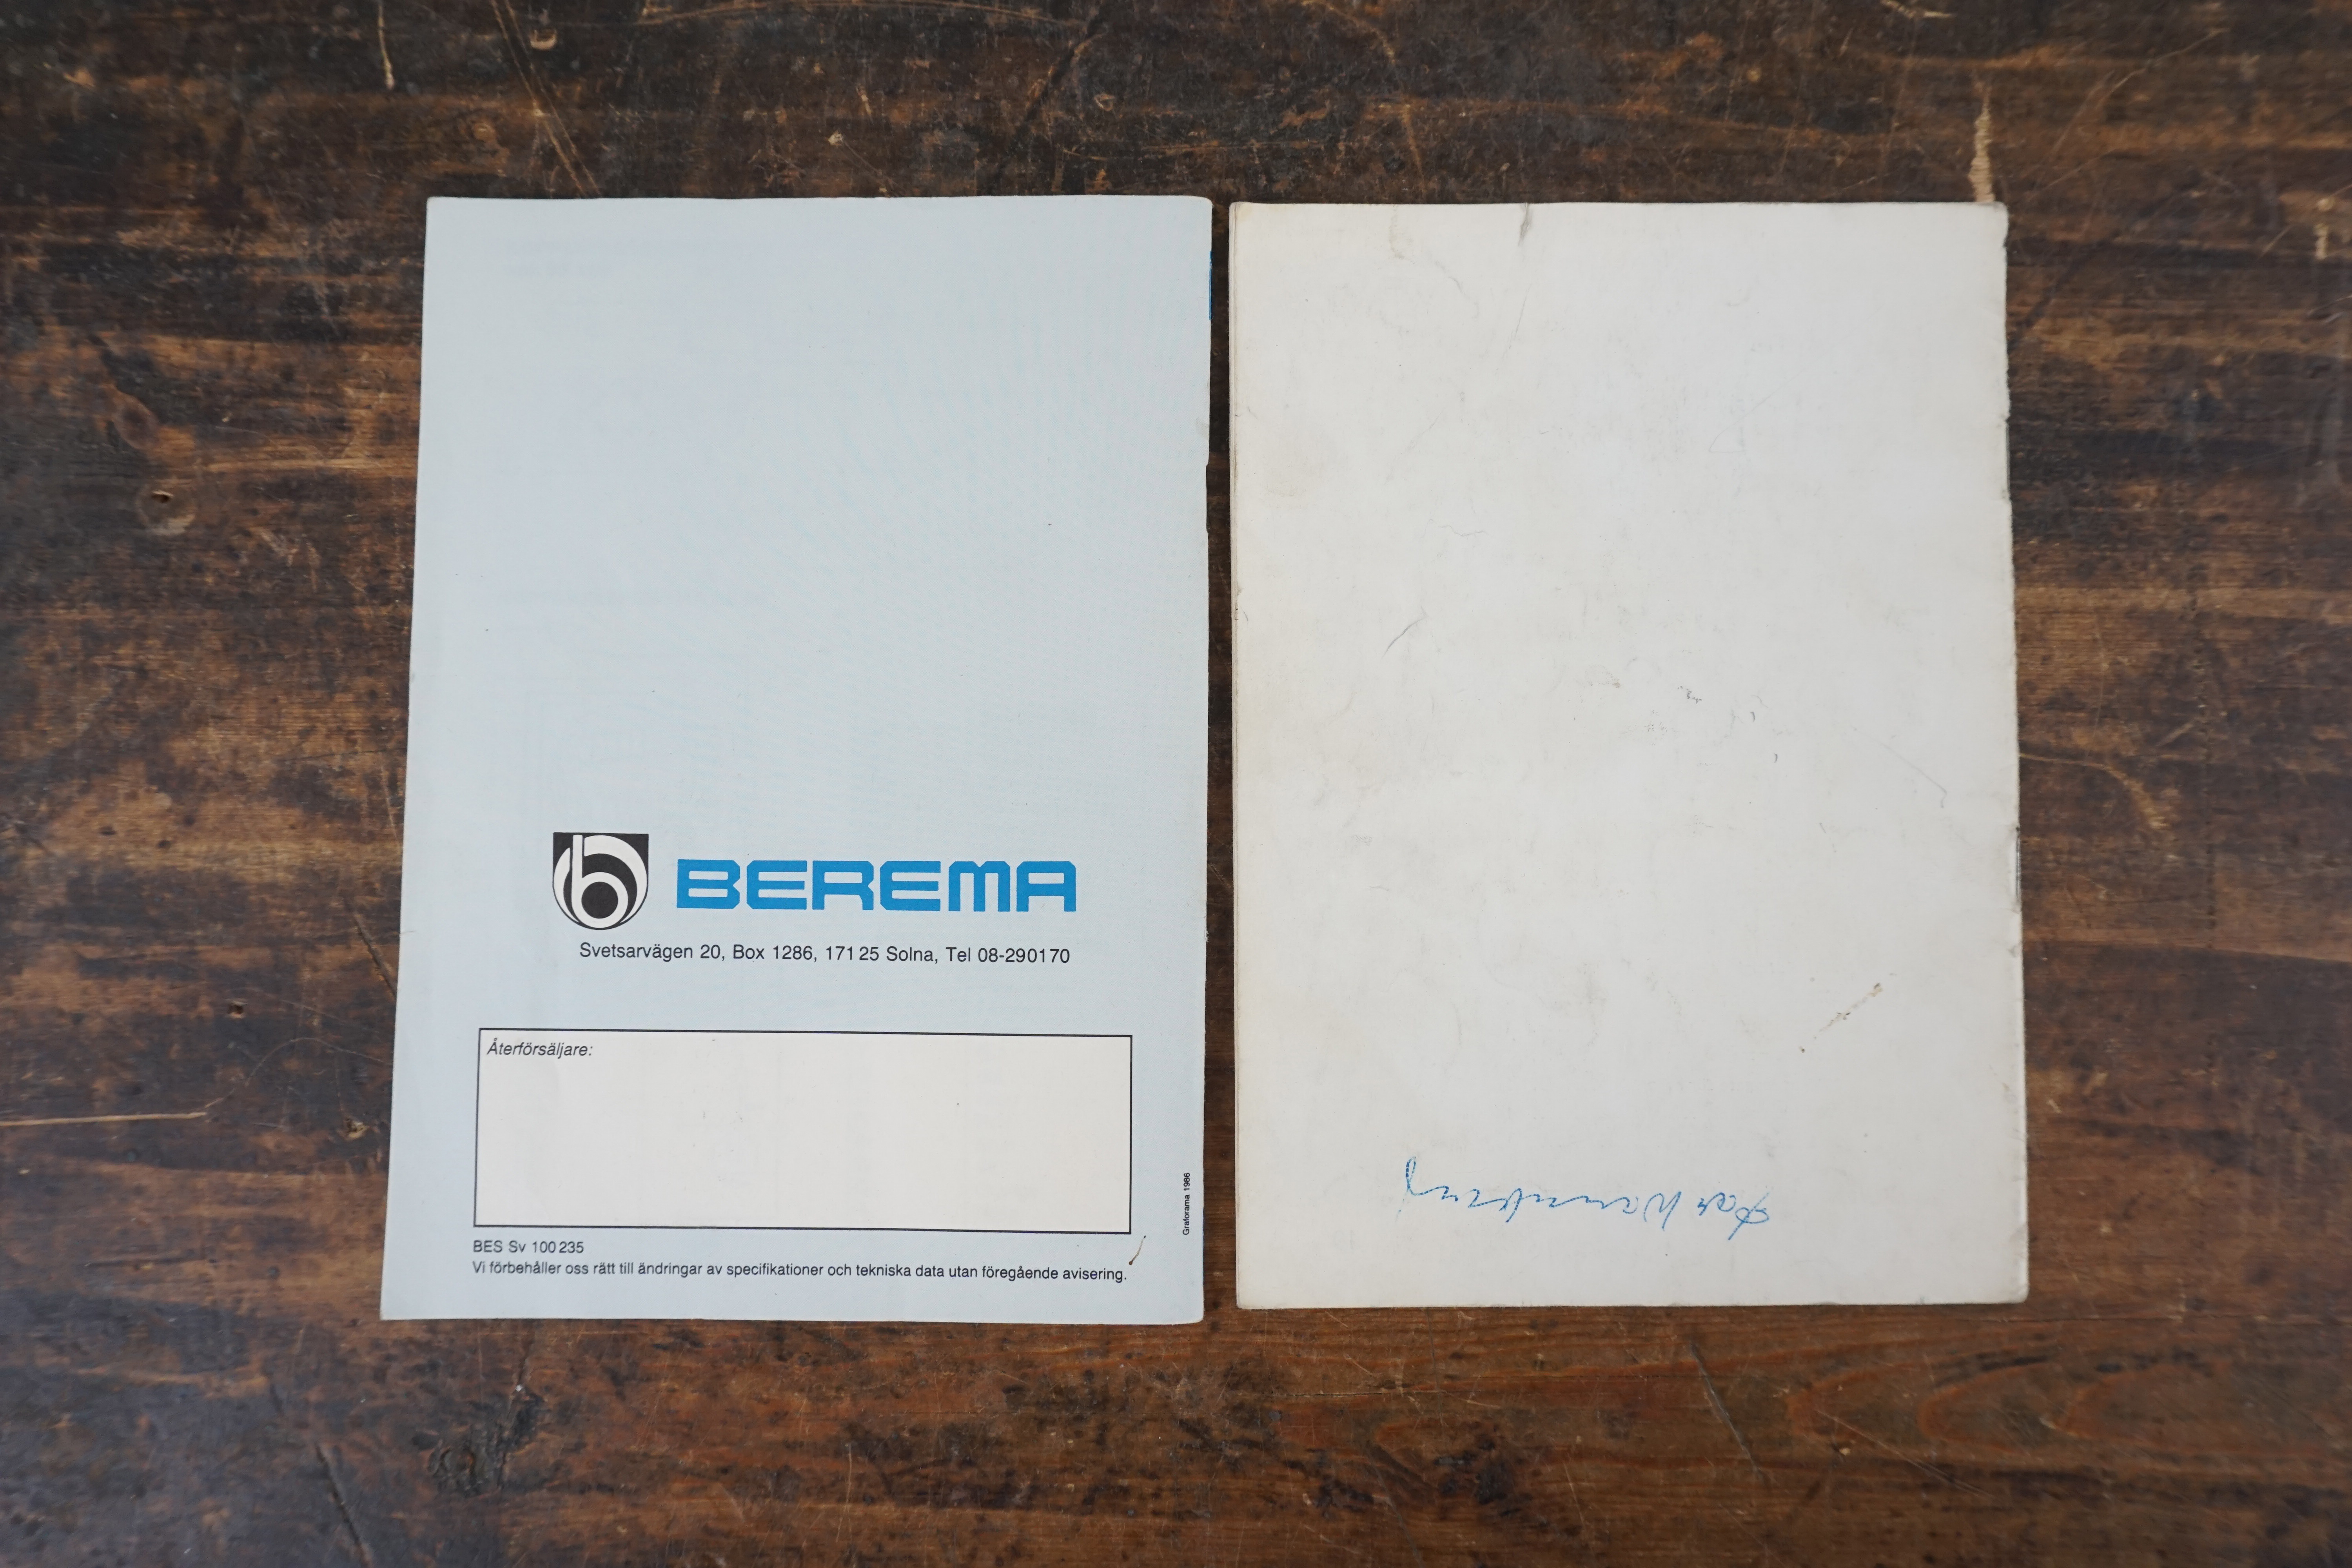 BEREMA
Svetsarvägen 20, Box 1286, 171 25 Solna, Tel 08-290170
Återförsäljare:
Graforama 1986
BES Sv 100 235
Vi förbehåller oss rätt till ändringar av specifikationer och tekniska data utan föregående avisering.